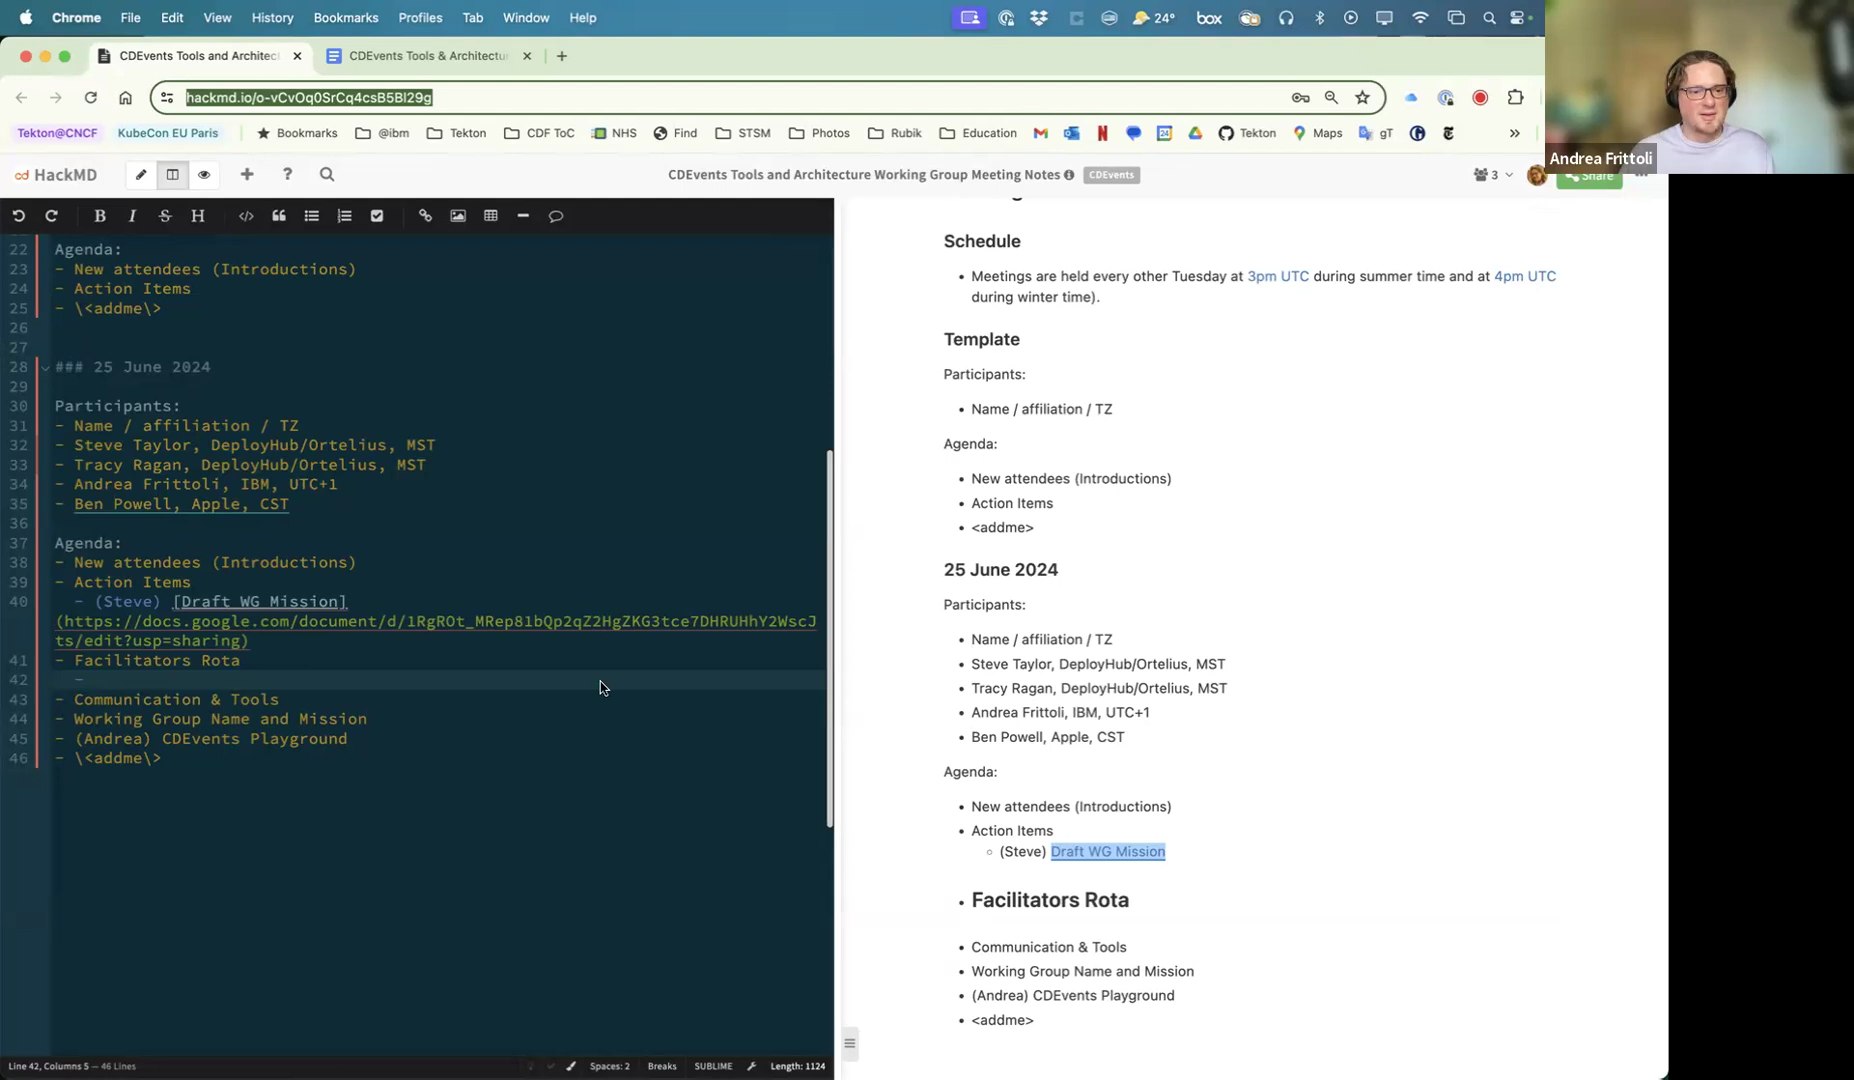 Chrome File Edit View History Bookmarks Profiles Tab Window Help 24° box
CDEvents Tools and Architec CDEvents Tools & Architectur
hackmd.io/o-vCvOq0SrCq4csB5Bl29g
Tekton@CNCF KubeCon EU Paris Bookmarks @ibm Tekton CDF ToC NHS Find STSM Photos Rubik Education Tekton Maps gT
Andrea Frittoli
HackMD CDEvents Tools and Architecture Working Group Meeting Notes CDEvents 3 Share
22 Agenda:
23 - New attendees (Introductions)
24 - Action Items
25 - \<addme\>
26
27
28 ### 25 June 2024
29
30 Participants:
31 - Name / affiliation / TZ
32 - Steve Taylor, DeployHub/Ortelius, MST
33 - Tracy Ragan, DeployHub/Ortelius, MST
34 - Andrea Frittoli, IBM, UTC+1
35 - Ben Powell, Apple, CST
36
37 Agenda:
38 - New attendees (Introductions)
39 - Action Items
40 - (Steve) [Draft WG Mission]
(https://docs.google.com/document/d/1RgROt_MRep81bQp2qZ2HgZKG3tce7DHRUHhY2WscJ
ts/edit?usp=sharing)
41 - Facilitators Rota
42 -
43 - Communication & Tools
44 - Working Group Name and Mission
45 - (Andrea) CDEvents Playground
46 - \<addme\>
Line 42, Columns 5 — 46 Lines Spaces: 2 Breaks SUBLIME Length: 1124
Schedule
• Meetings are held every other Tuesday at 3pm UTC during summer time and at 4pm UTC
during winter time).
Template
Participants:
• Name / affiliation / TZ
Agenda:
• New attendees (Introductions)
• Action Items
• <addme>
25 June 2024
Participants:
• Name / affiliation / TZ
• Steve Taylor, DeployHub/Ortelius, MST
• Tracy Ragan, DeployHub/Ortelius, MST
• Andrea Frittoli, IBM, UTC+1
• Ben Powell, Apple, CST
Agenda:
• New attendees (Introductions)
• Action Items
◦ (Steve) Draft WG Mission
• Facilitators Rota
• Communication & Tools
• Working Group Name and Mission
• (Andrea) CDEvents Playground
• <addme>